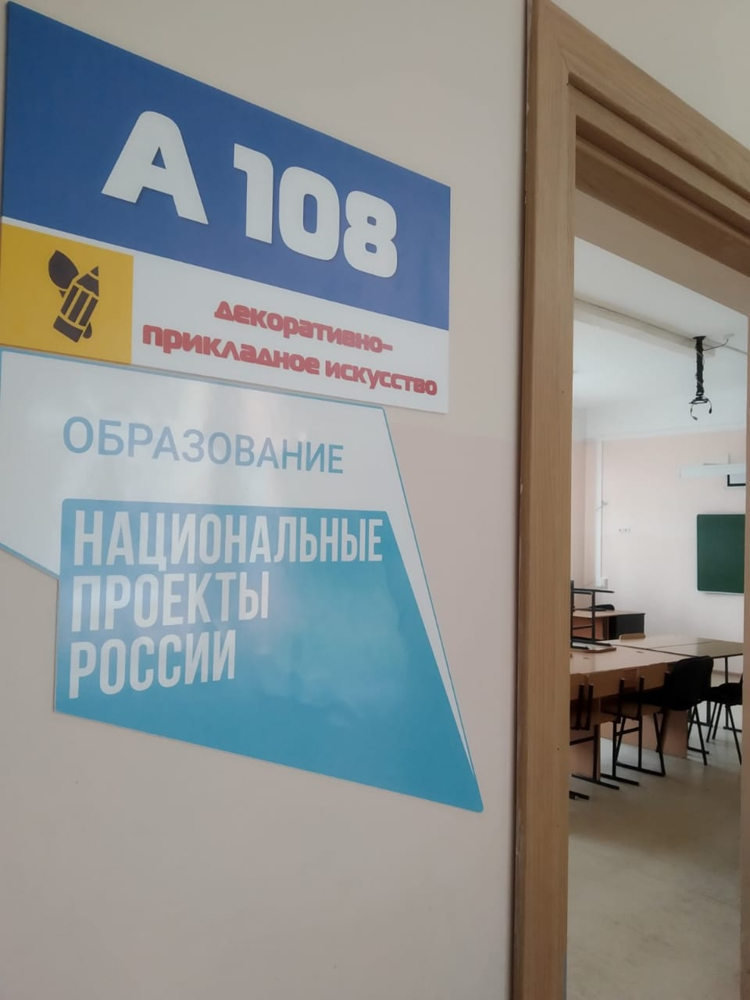 А 108
декоративно-
прикладное искусство
ОБРАЗОВАНИЕ
НАЦИОНАЛЬНЫЕ
ПРОЕКТЫ
РОССИИ